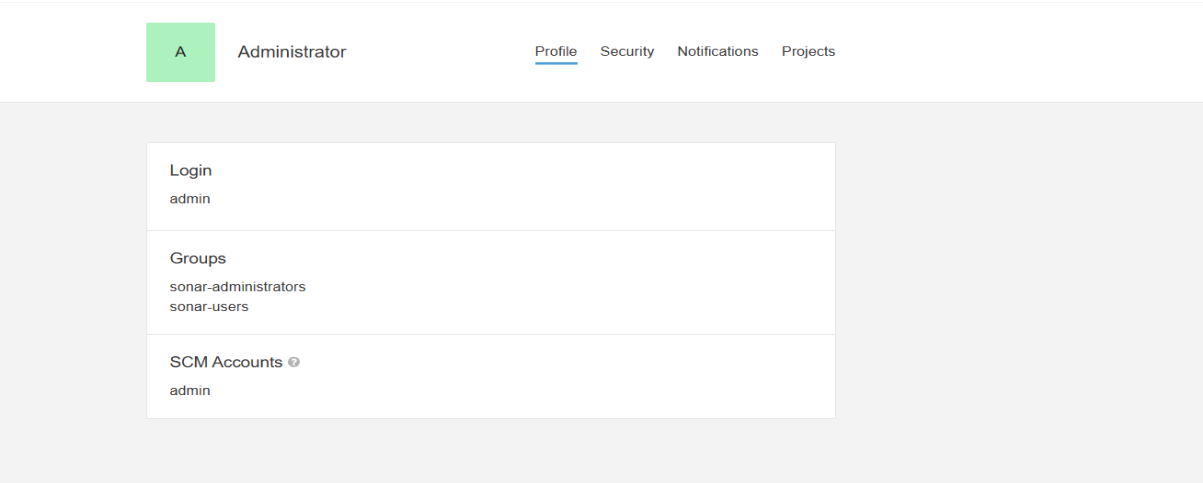 A
Administrator
Profile Security Notifications Projects
Login
admin
Groups
sonar-administrators
sonar-users
SCM Accounts ?
admin